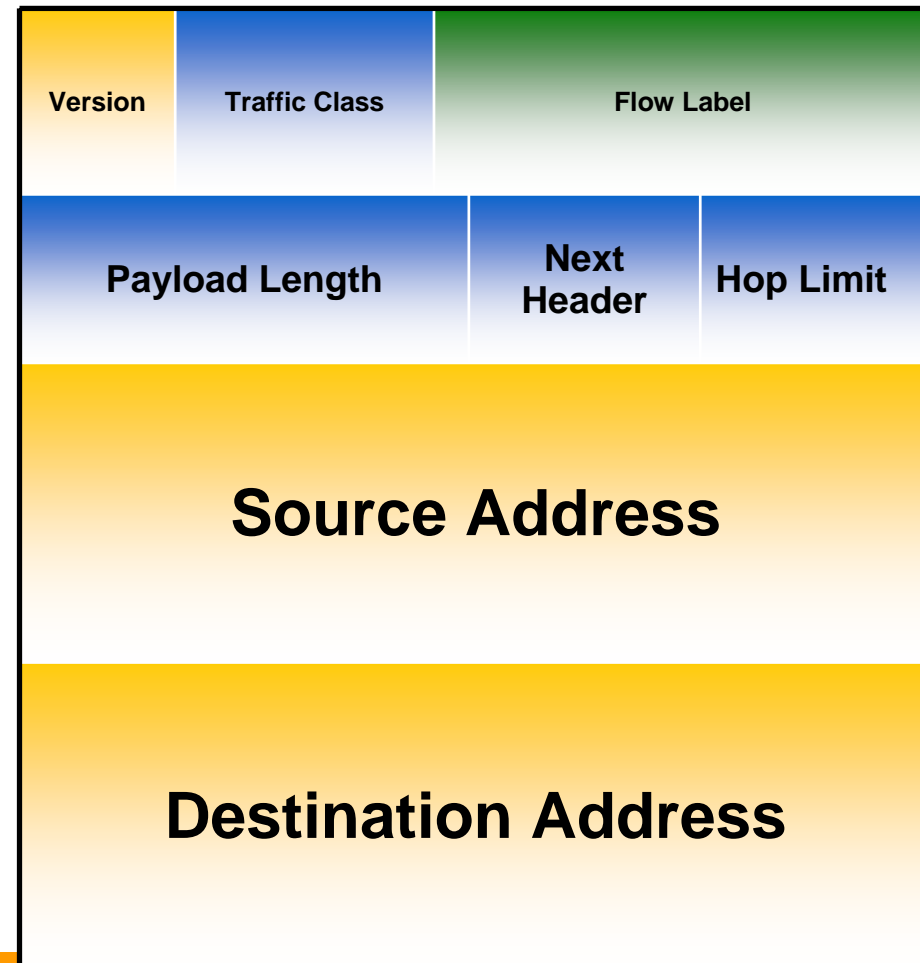 Version Traffic Class Flow Label
Payload Length Next Header Hop Limit
Source Address
Destination Address